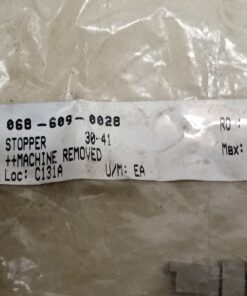 068-609-0028
RO :
STOPPER 30-41
++MACHINE REMOVED
Max:
Loc: C131A U/M: EA